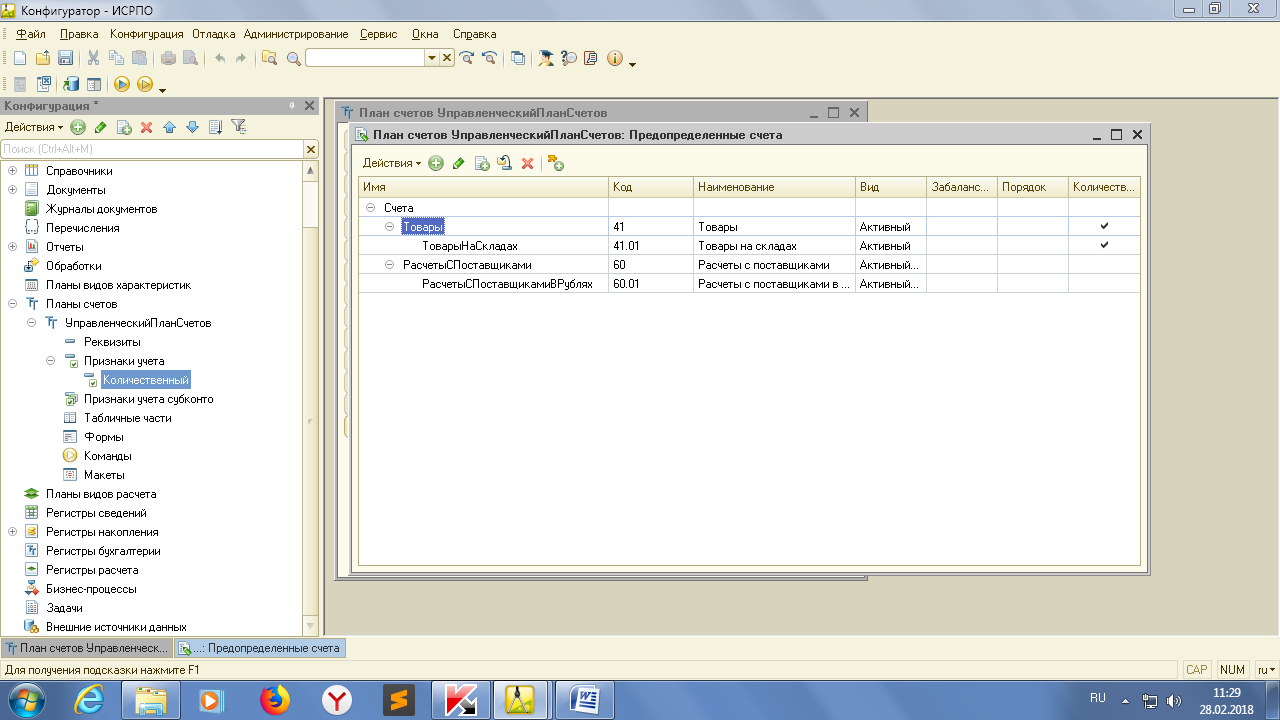 Конфигуратор - ИСРПО
Файл Правка Конфигурация Отладка Администрирование Сервис Окна Справка
Конфигурация *
Действия
Поиск (Ctrl+Alt+M)
Справочники
Документы
Журналы документов
Перечисления
Отчеты
Обработки
Планы видов характеристик
Планы счетов
УправленческийПланСчетов
Реквизиты
Признаки учета
Количественный
Признаки учета субконто
Табличные части
Формы
Команды
Макеты
Планы видов расчета
Регистры сведений
Регистры накопления
Регистры бухгалтерии
Регистры расчета
Бизнес-процессы
Задачи
Внешние источники данных
План счетов УправленческийПланСчетов
План счетов УправленческийПланСчетов: Предопределенные счета
Действия
Имя Код Наименование Вид Забаланс... Порядок Количеств...
Счета
Товары 41 Товары Активный
ТоварыНаСкладах 41.01 Товары на складах Активный
РасчетыСПоставщиками 60 Расчеты с поставщиками Активный...
РасчетыСПоставщикамиВРублях 60.01 Расчеты с поставщиками в ... Активный...
План счетов Управленческ... ...: Предопределенные счета
Для получения подсказки нажмите F1
CAP NUM ru
RU
11:29
28.02.2018